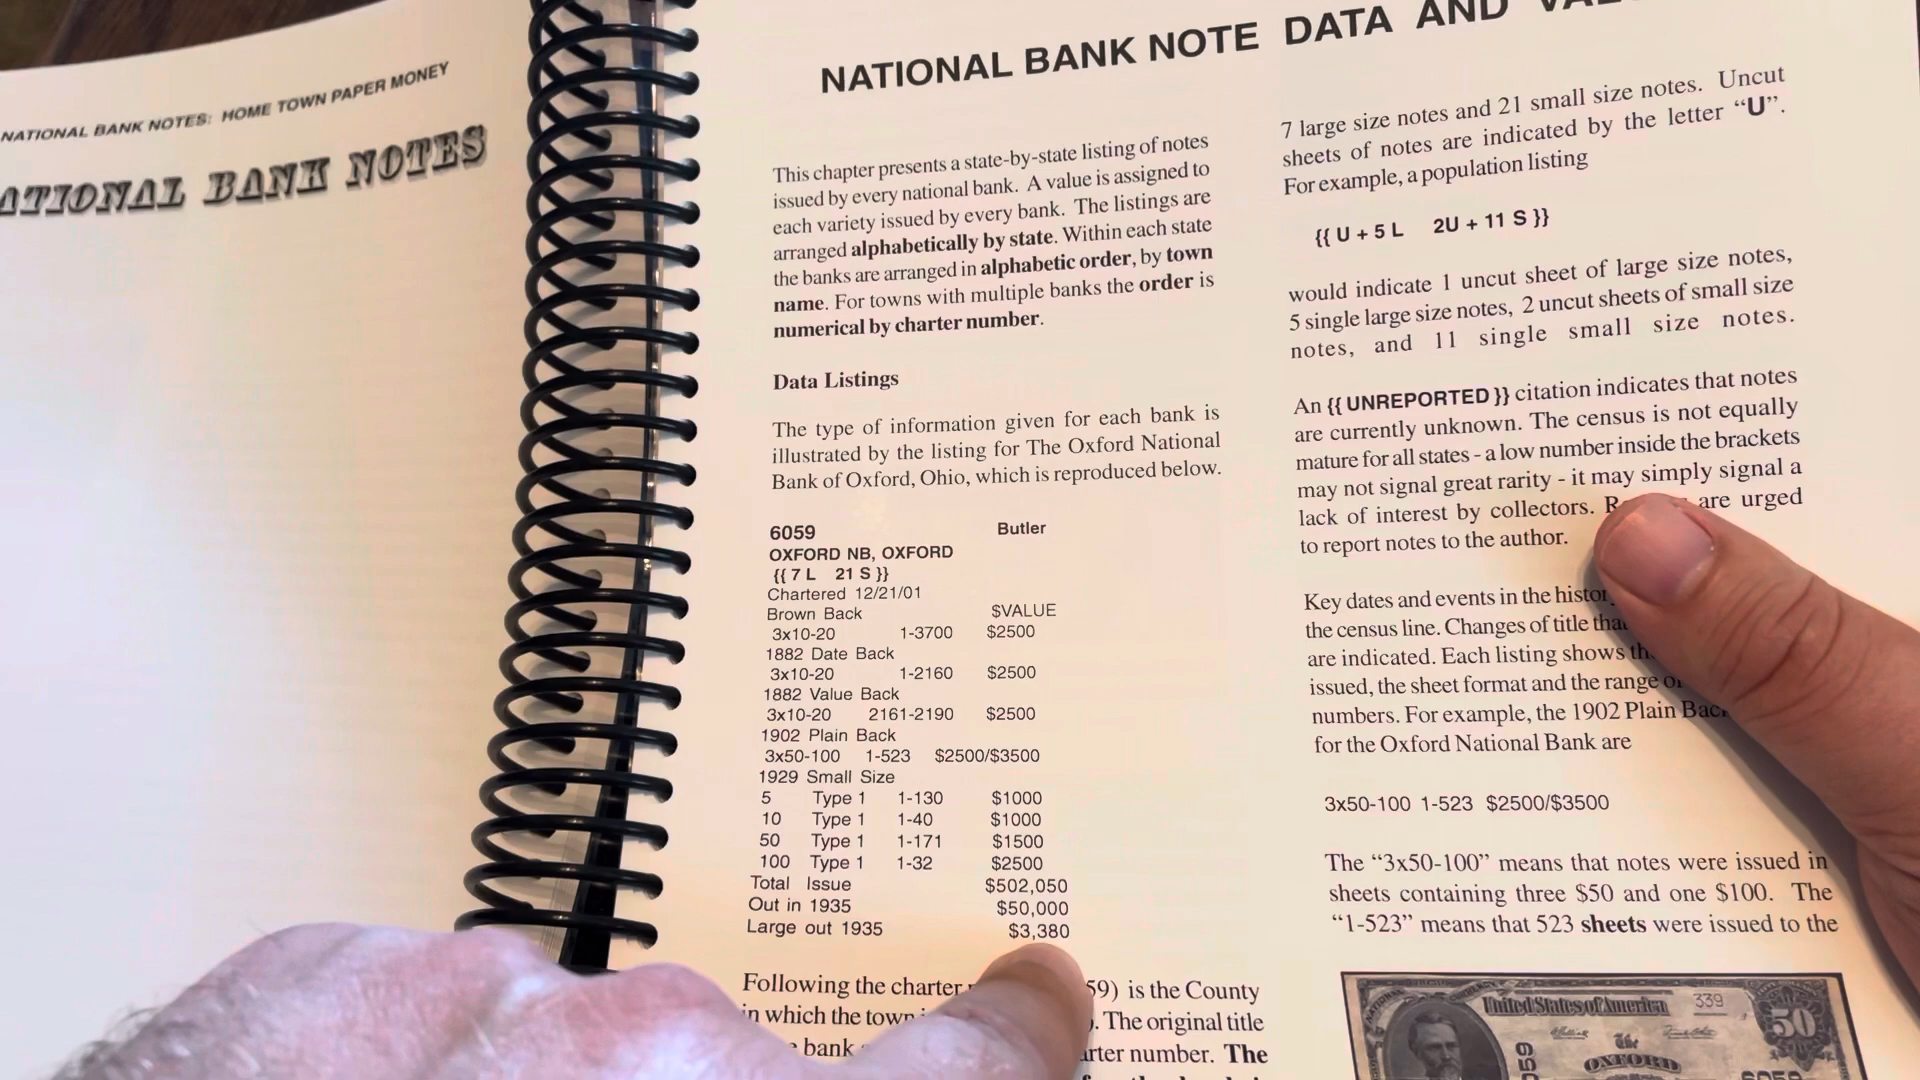 NATIONAL BANK NOTES: HOME TOWN PAPER MONEY
NATIONAL BANK NOTES
NATIONAL BANK NOTE DATA AND
This chapter presents a state-by-state listing of notes
issued by every national bank. A value is assigned to
each variety issued by every bank. The listings are
arranged alphabetically by state. Within each state
the banks are arranged in alphabetic order, by town
name. For towns with multiple banks the order is
numerical by charter number.
Data Listings
The type of information given for each bank is
illustrated by the listing for The Oxford National
Bank of Oxford, Ohio, which is reproduced below.
6059 Butler
OXFORD NB, OXFORD
{{ 7 L 21 S }}
Chartered 12/21/01
Brown Back $VALUE
3x10-20 1-3700 $2500
1882 Date Back
3x10-20 1-2160 $2500
1882 Value Back
3x10-20 2161-2190 $2500
1902 Plain Back
3x50-100 1-523 $2500/$3500
1929 Small Size
5 Type 1 1-130 $1000
10 Type 1 1-40 $1000
50 Type 1 1-171 $1500
100 Type 1 1-32 $2500
Total Issue $502,050
Out in 1935 $50,000
Large out 1935 $3,380
Following the charter 59) is the County
in which the town . The original title
bank number. The
7 large size notes and 21 small size notes. Uncut
sheets of notes are indicated by the letter “U”.
For example, a population listing
{{ U + 5 L 2U + 11 S }}
would indicate 1 uncut sheet of large size notes,
5 single large size notes, 2 uncut sheets of small size
notes, and 11 single small size notes.
An {{ UNREPORTED }} citation indicates that notes
are currently unknown. The census is not equally
mature for all states - a low number inside the brackets
may not signal great rarity - it may simply signal a
lack of interest by collectors. are urged
to report notes to the author.
Key dates and events in the histor
the census line. Changes of title that
are indicated. Each listing shows th
issued, the sheet format and the range of
numbers. For example, the 1902 Plain Back
for the Oxford National Bank are
3x50-100 1-523 $2500/$3500
The “3x50-100” means that notes were issued in
sheets containing three $50 and one $100. The
“1-523” means that 523 sheets were issued to the
United States of America 339
50
The
OXFORD
6059